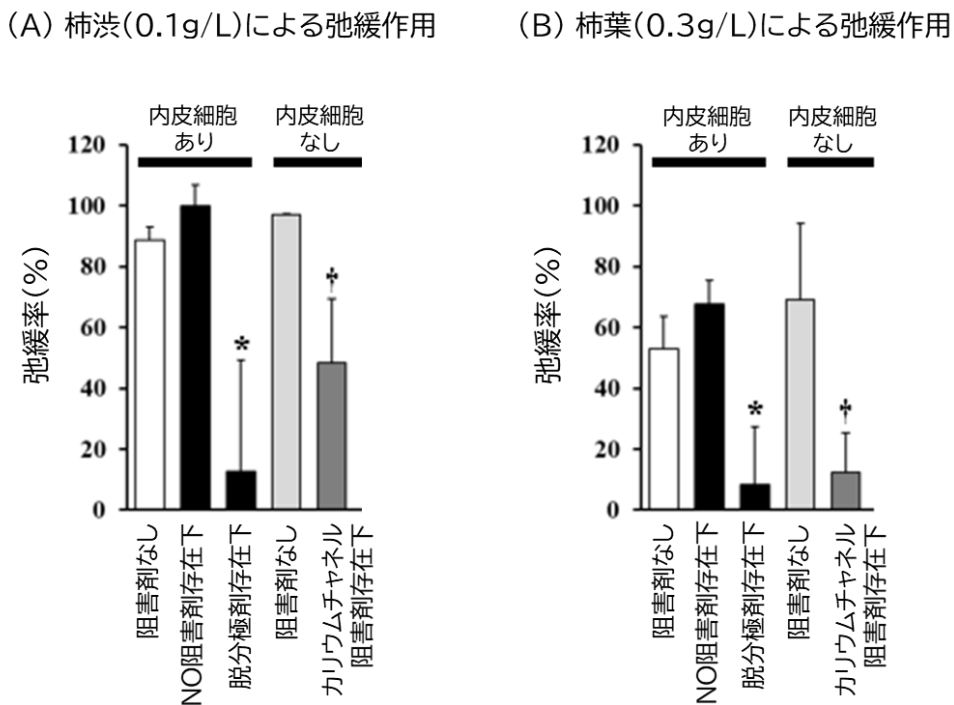 (A) 柿渋(0.1g/L)による弛緩作用
内皮細胞
あり
内皮細胞
なし
120
100
80
60
40
20
0
弛緩率(%)
*
†
阻害剤なし
NO阻害剤存在下
脱分極剤存在下
阻害剤なし
カリウムチャネル
阻害剤存在下
(B) 柿葉(0.3g/L)による弛緩作用
内皮細胞
あり
内皮細胞
なし
120
100
80
60
40
20
0
弛緩率(%)
*
†
阻害剤なし
NO阻害剤存在下
脱分極剤存在下
阻害剤なし
カリウムチャネル
阻害剤存在下